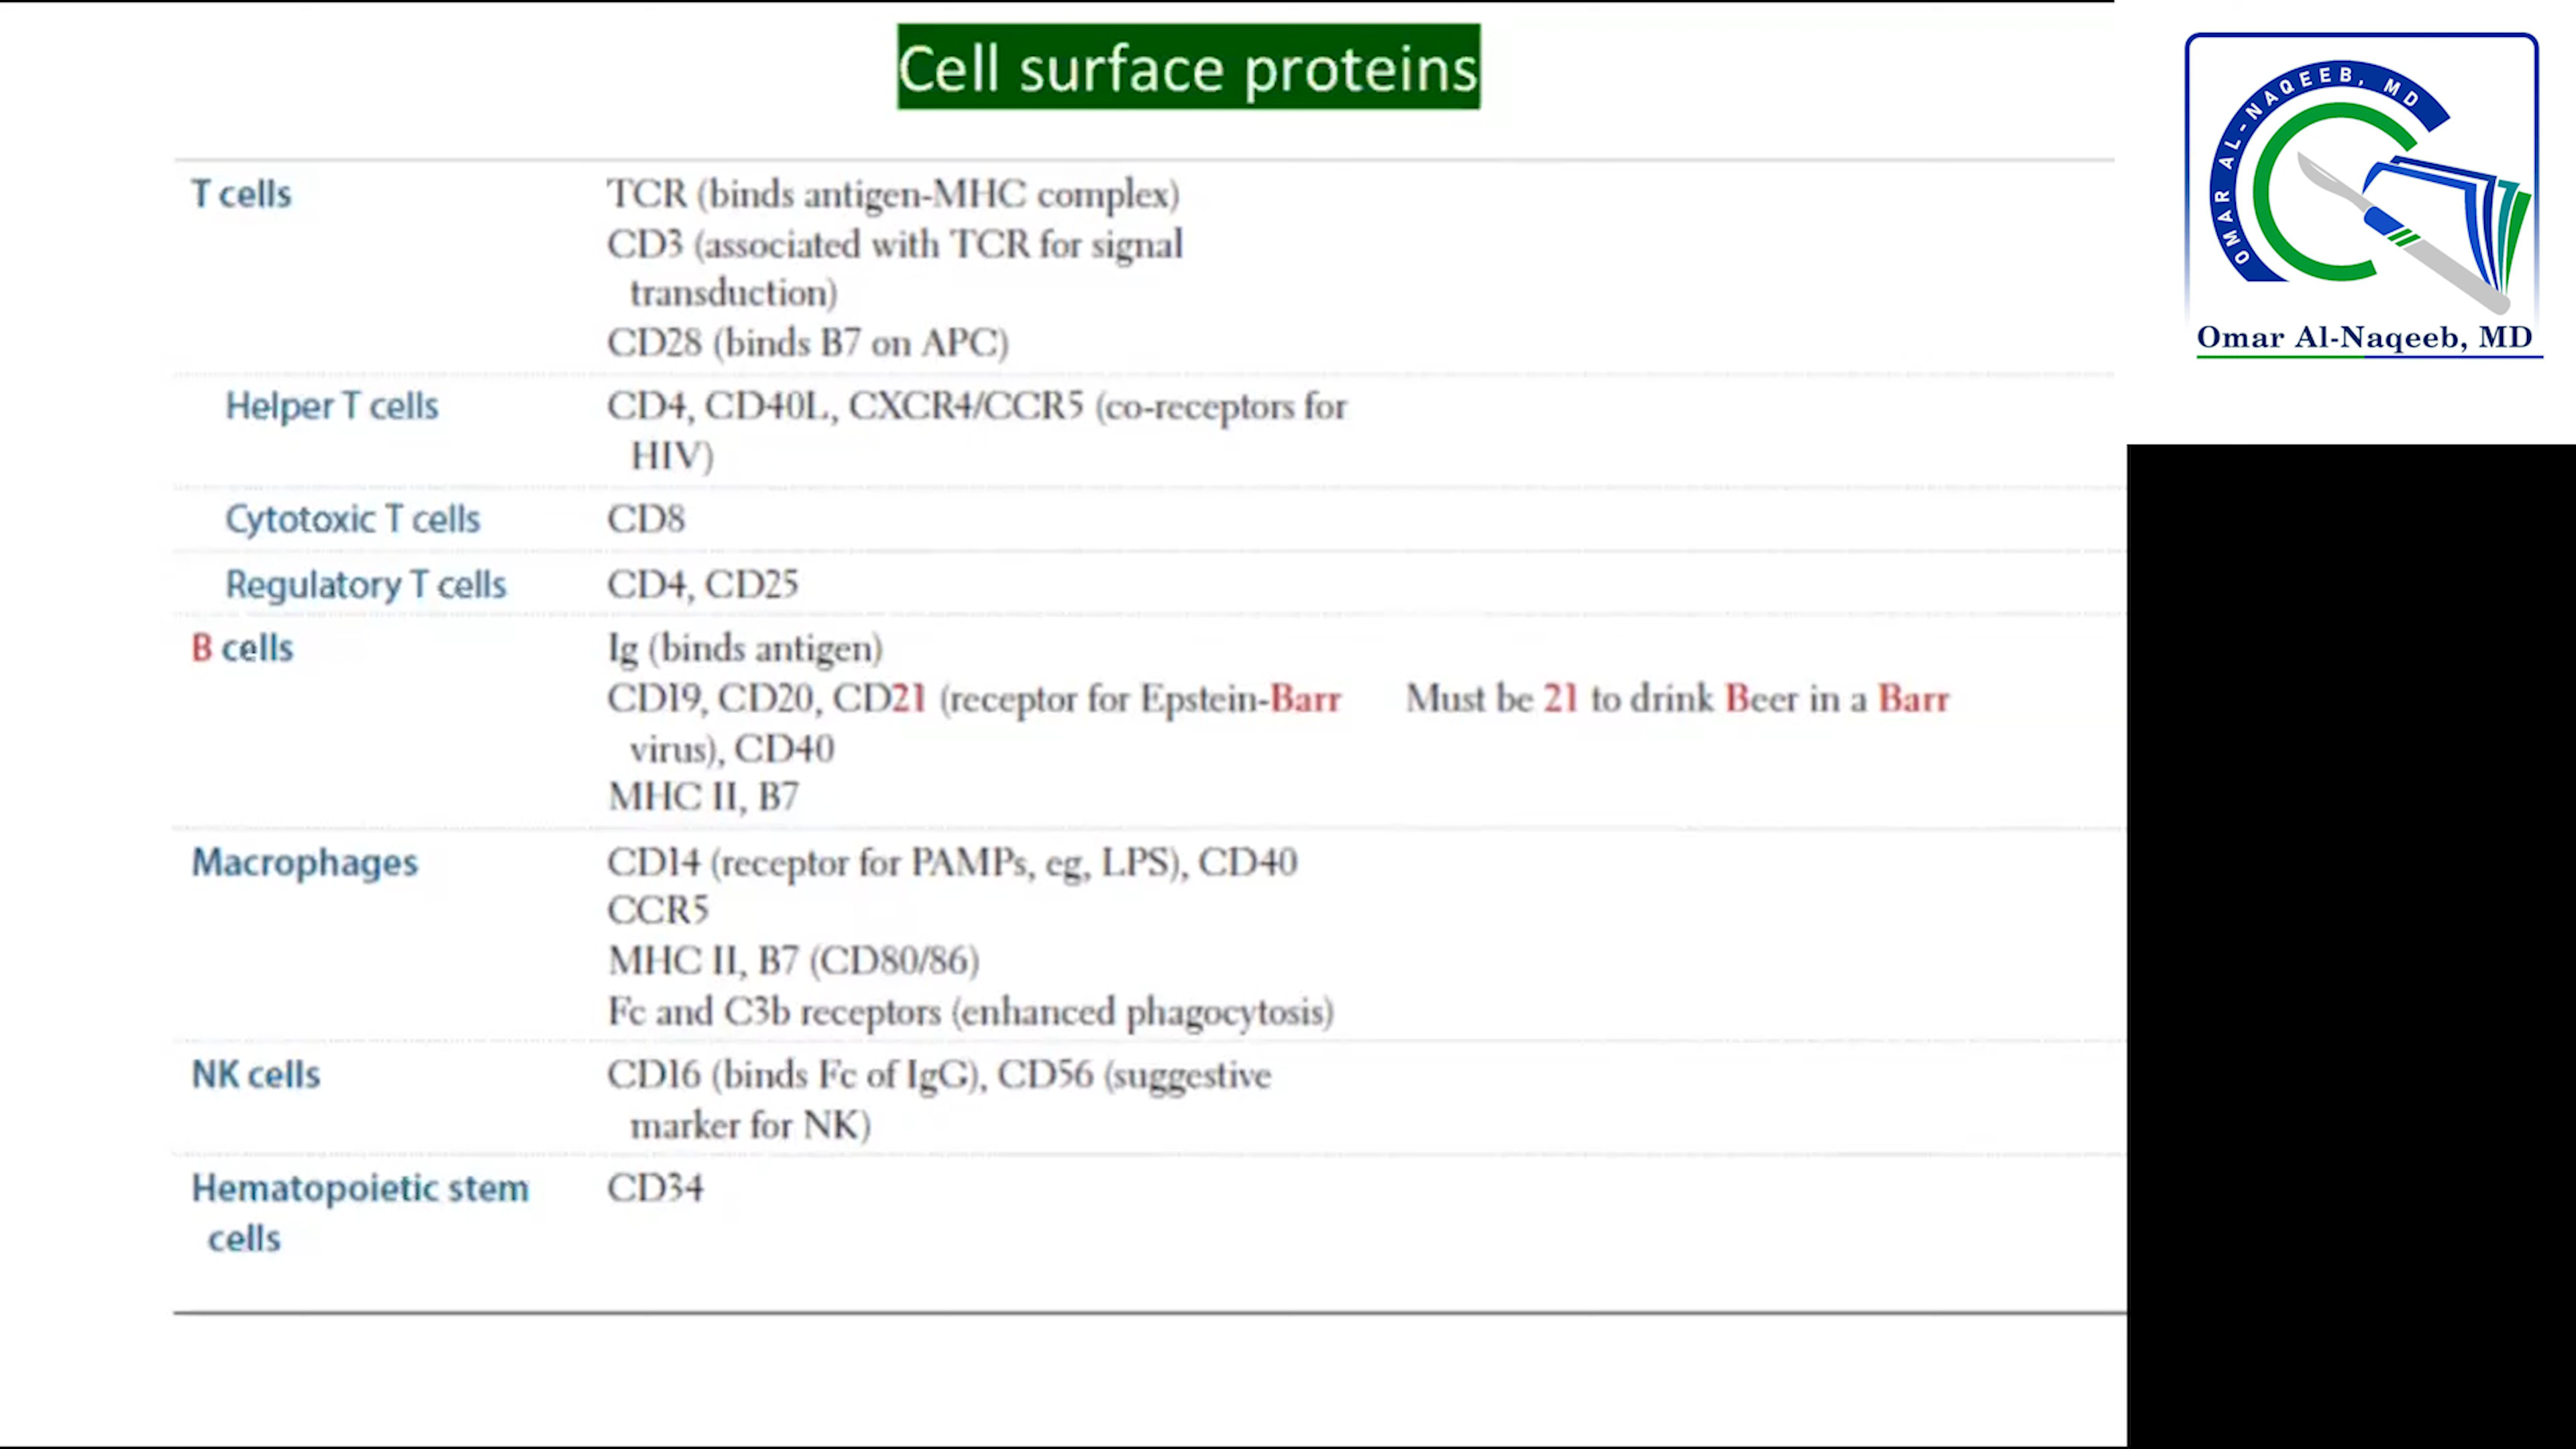 Cell surface proteins
OMAR AL-NAQEEB, MD
Omar Al-Naqeeb, MD
T cells
TCR (binds antigen-MHC complex)
CD3 (associated with TCR for signal
transduction)
CD28 (binds B7 on APC)
Helper T cells
CD4, CD40L, CXCR4/CCR5 (co-receptors for
HIV)
Cytotoxic T cells
CD8
Regulatory T cells
CD4, CD25
B cells
Ig (binds antigen)
CD19, CD20, CD21 (receptor for Epstein-Barr
virus), CD40
MHC II, B7
Must be 21 to drink Beer in a Barr
Macrophages
CD14 (receptor for PAMPs, eg, LPS), CD40
CCR5
MHC II, B7 (CD80/86)
Fc and C3b receptors (enhanced phagocytosis)
NK cells
CD16 (binds Fc of IgG), CD56 (suggestive
marker for NK)
Hematopoietic stem
cells
CD34